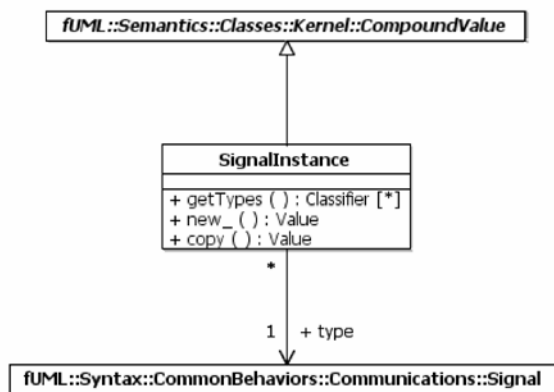 fUML::Semantics::Classes::Kernel::CompoundValue
SignalInstance
+ getTypes ( ) : Classifier [*]
+ new_ ( ) : Value
+ copy ( ) : Value
*
1 + type
fUML::Syntax::CommonBehaviors::Communications::Signal